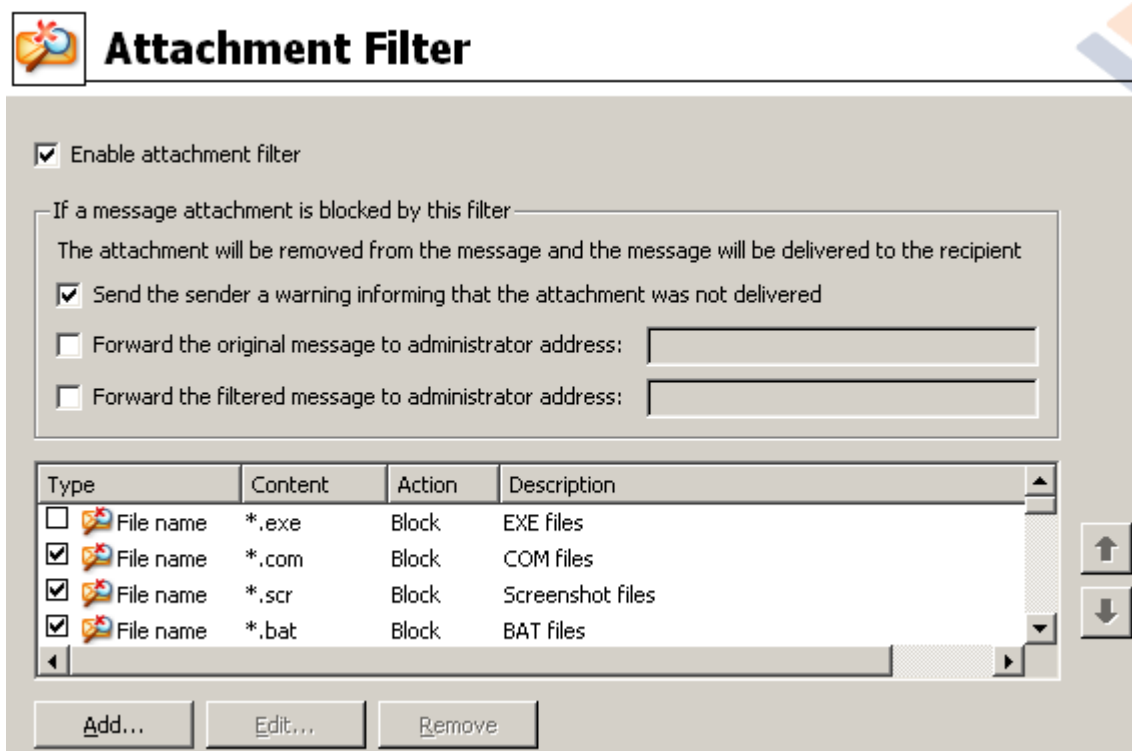 Attachment Filter
Enable attachment filter
If a message attachment is blocked by this filter
The attachment will be removed from the message and the message will be delivered to the recipient
Send the sender a warning informing that the attachment was not delivered
Forward the original message to administrator address:
Forward the filtered message to administrator address:
Type Content Action Description
File name *.exe Block EXE files
File name *.com Block COM files
File name *.scr Block Screenshot files
File name *.bat Block BAT files
Add... Edit... Remove